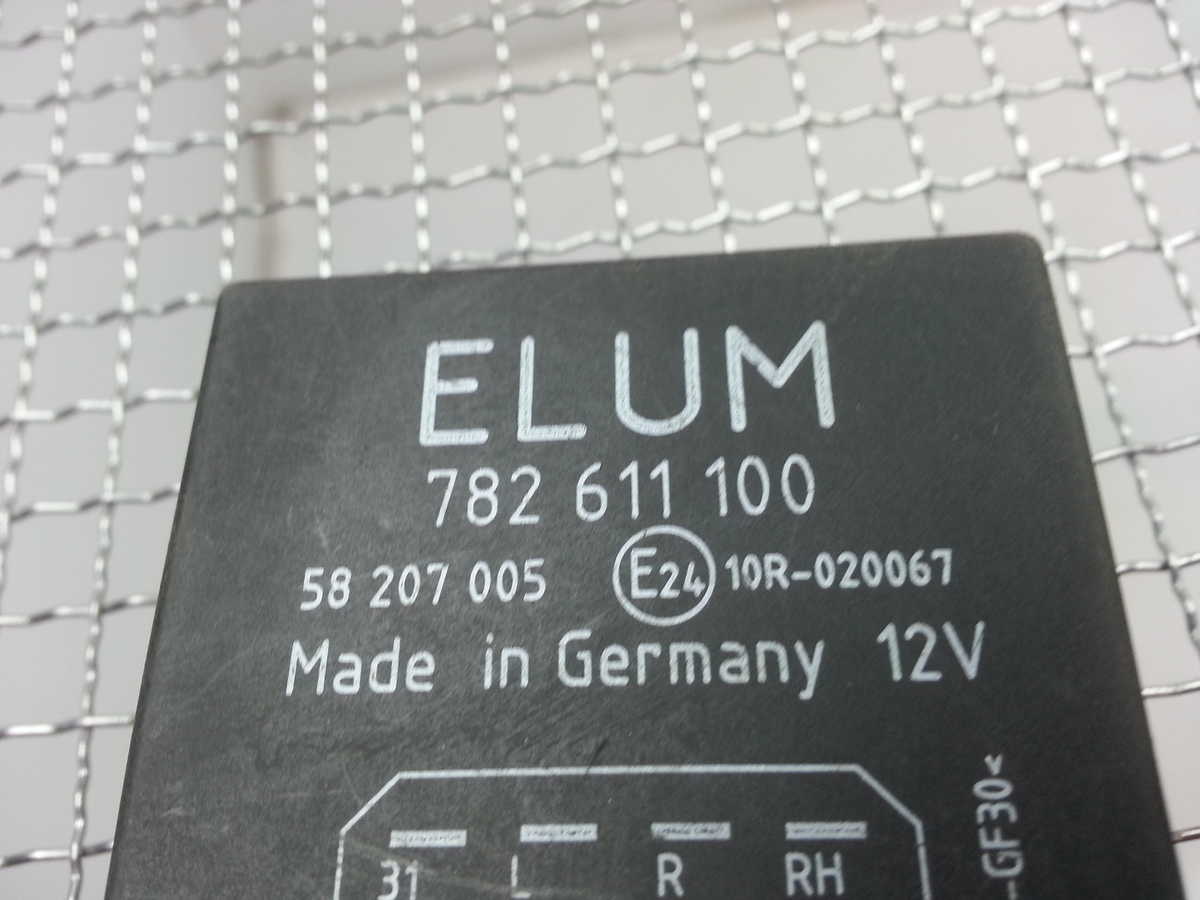 ELUM
782 611 100
58 207 005 E24 10R-020067
Made in Germany 12V
31 L R RH
-GF30<